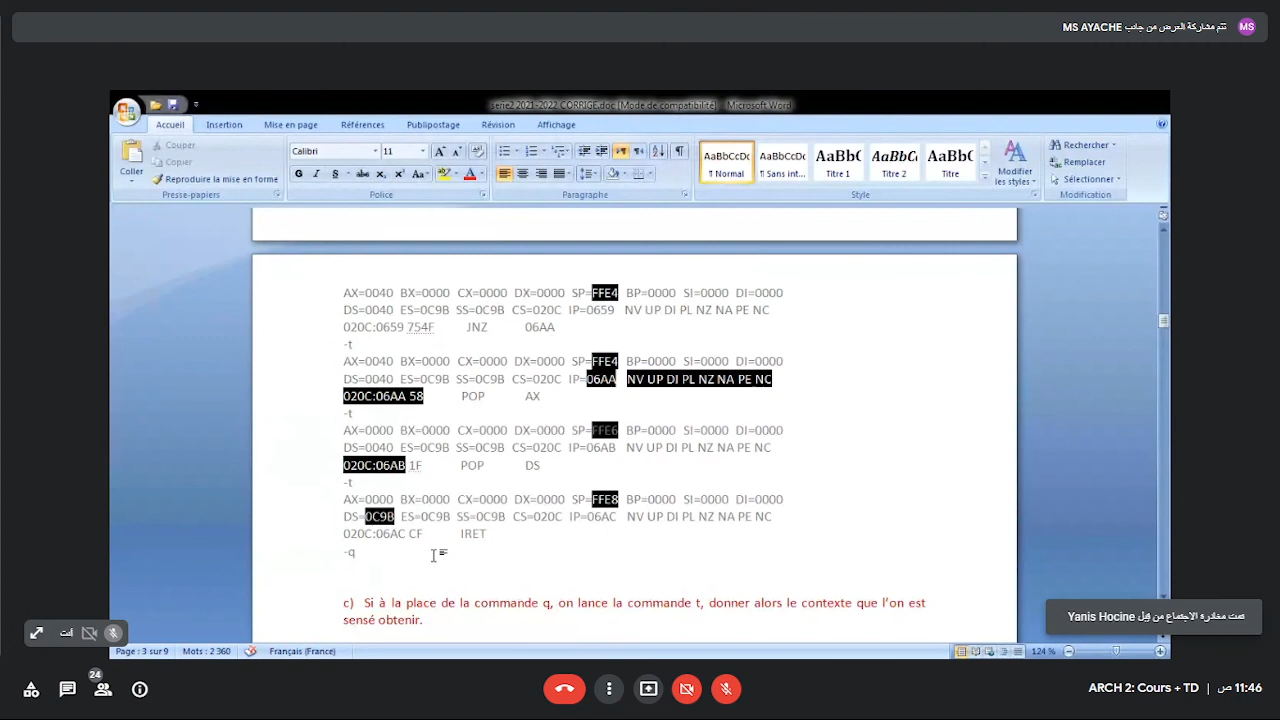 تتم مشاركة العرض من جانب MS AYACHE
MS
serie2.2021-2022 CORRIGE.doc [Mode de compatibilité] - Microsoft Word
Accueil Insertion Mise en page Références Publipostage Révision Affichage
Coller
Couper
Copier
Reproduire la mise en forme
Presse-papiers
Calibri 11
G I S abc x₂ x² Aa
Police
Paragraphe
AaBbCcDc AaBbCcDc AaBbC AaBbCc AaBbC
¶ Normal ¶ Sans int... Titre 1 Titre 2 Titre
Modifier
les styles
Style
Rechercher
Remplacer
Sélectionner
Modification
AX=0040 BX=0000 CX=0000 DX=0000 SP=FFE4 BP=0000 SI=0000 DI=0000
DS=0040 ES=0C9B SS=0C9B CS=020C IP=0659 NV UP DI PL NZ NA PE NC
020C:0659 754F JNZ 06AA
-t
AX=0040 BX=0000 CX=0000 DX=0000 SP=FFE4 BP=0000 SI=0000 DI=0000
DS=0040 ES=0C9B SS=0C9B CS=020C IP=06AA NV UP DI PL NZ NA PE NC
020C:06AA 58 POP AX
-t
AX=0000 BX=0000 CX=0000 DX=0000 SP=FFE6 BP=0000 SI=0000 DI=0000
DS=0040 ES=0C9B SS=0C9B CS=020C IP=06AB NV UP DI PL NZ NA PE NC
020C:06AB 1F POP DS
-t
AX=0000 BX=0000 CX=0000 DX=0000 SP=FFE8 BP=0000 SI=0000 DI=0000
DS=0C9B ES=0C9B SS=0C9B CS=020C IP=06AC NV UP DI PL NZ NA PE NC
020C:06AC CF IRET
-q
c) Si à la place de la commande q, on lance la commande t, donner alors le contexte que l'on est
sensé obtenir.
تمت مغادرة الاجتماع من قِبل Yanis Hocine
أنت
Page : 3 sur 9 Mots : 2 360 Français (France) 124 %
24
ARCH 2: Cours + TD | 11:46 ص